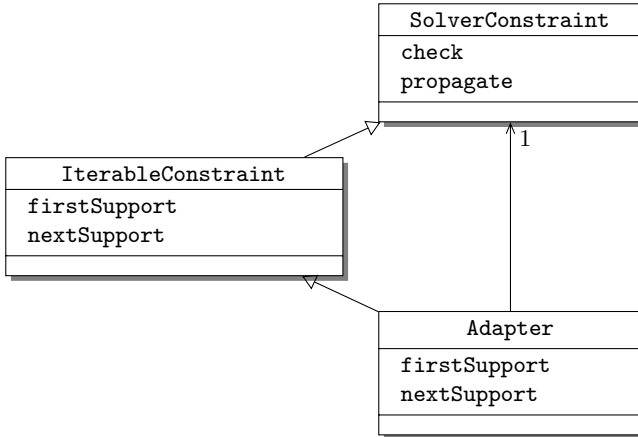 SolverConstraint
check
propagate
1
IterableConstraint
firstSupport
nextSupport
Adapter
firstSupport
nextSupport